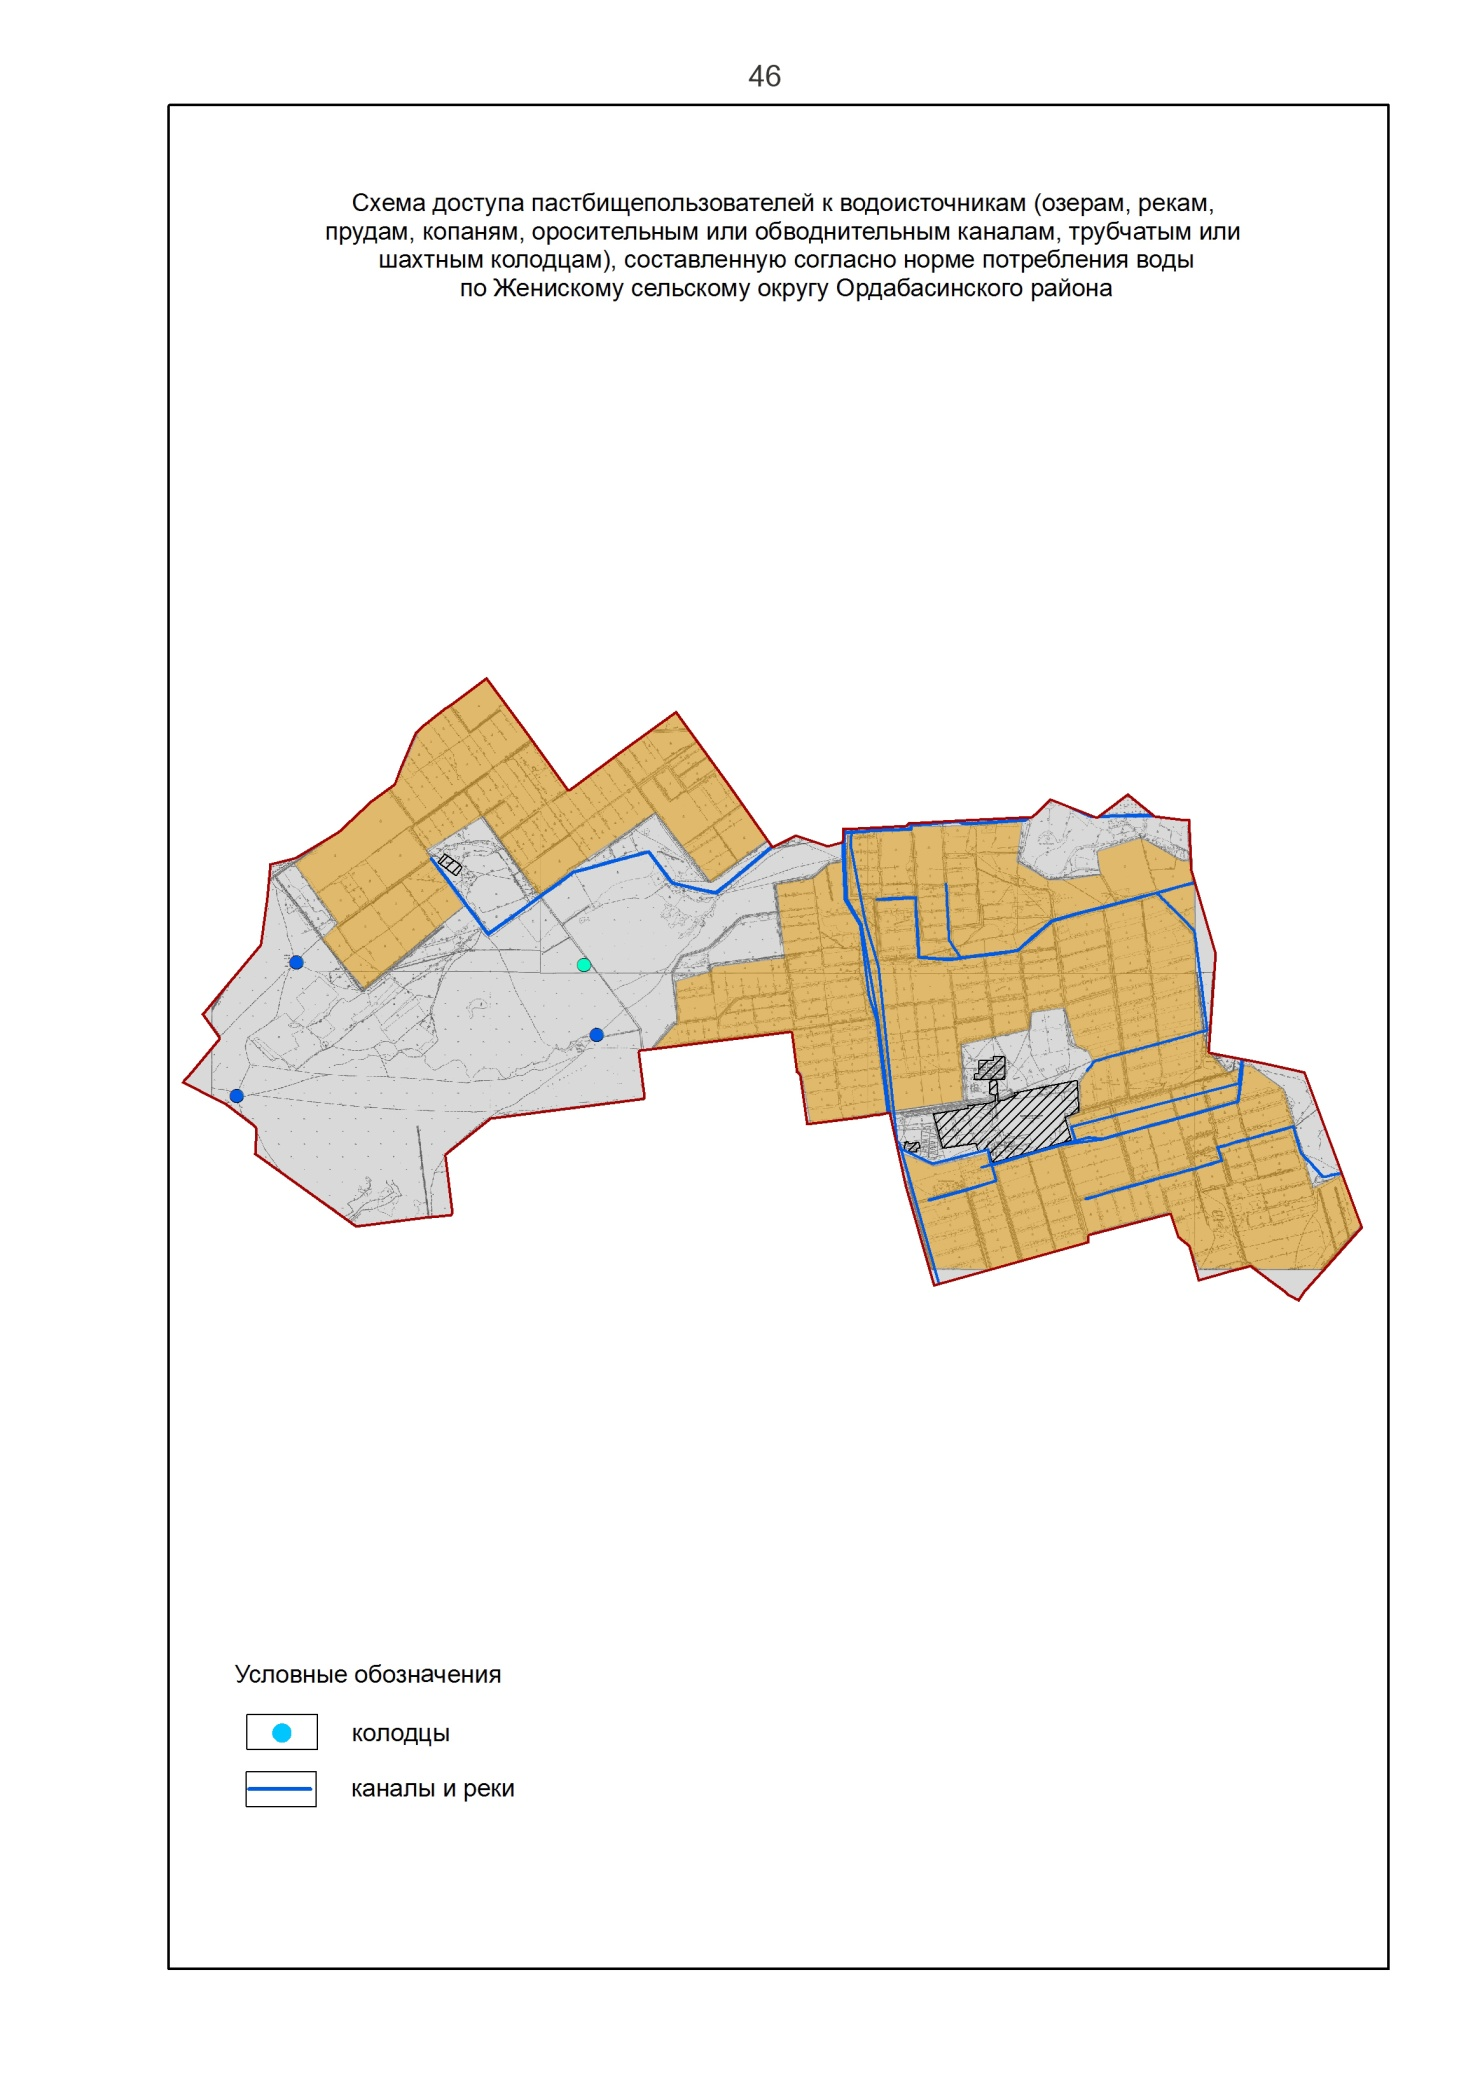 46
Схема доступа пастбищепользователей к водоисточникам (озерам, рекам,
прудам, копаням, оросительным или обводнительным каналам, трубчатым или
шахтным колодцам), составленную согласно норме потребления воды
по Женискому сельскому округу Ордабасинского района
Условные обозначения
колодцы
каналы и реки